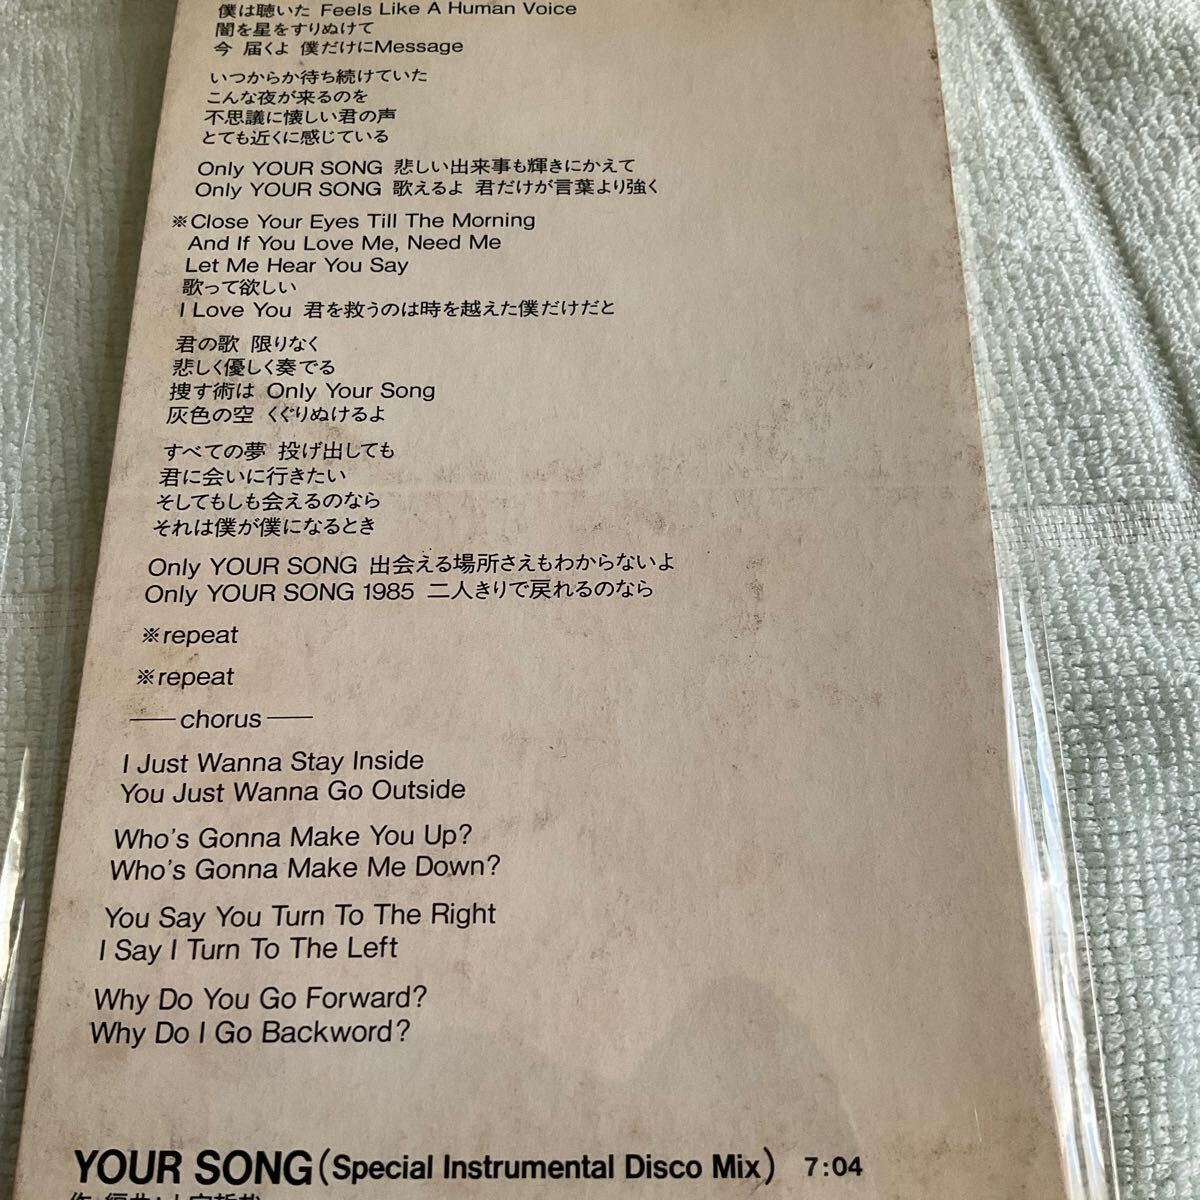 僕は聴いた Feels Like A Human Voice
闇を星をすりぬけて
今 届くよ 僕だけにMessage
いつからか待ち続けていた
こんな夜が来るのを
不思議に懐しい君の声
とても近くに感じている
Only YOUR SONG 悲しい出来事も輝きにかえて
Only YOUR SONG 歌えるよ 君だけが言葉より強く
※Close Your Eyes Till The Morning
And If You Love Me, Need Me
Let Me Hear You Say
歌って欲しい
I Love You 君を救うのは時を越えた僕だけだと
君の歌 限りなく
悲しく優しく奏でる
捜す術は Only Your Song
灰色の空 くぐりぬけるよ
すべての夢 投げ出しても
君に会いに行きたい
そしてもしも会えるのなら
それは僕が僕になるとき
Only YOUR SONG 出会える場所さえもわからないよ
Only YOUR SONG 1985 二人きりで戻れるのなら
※repeat
※repeat
——chorus——
I Just Wanna Stay Inside
You Just Wanna Go Outside
Who's Gonna Make You Up?
Who's Gonna Make Me Down?
You Say You Turn To The Right
I Say I Turn To The Left
Why Do You Go Forward?
Why Do I Go Backword?
YOUR SONG (Special Instrumental Disco Mix) 7:04
作・編曲:小室哲哉